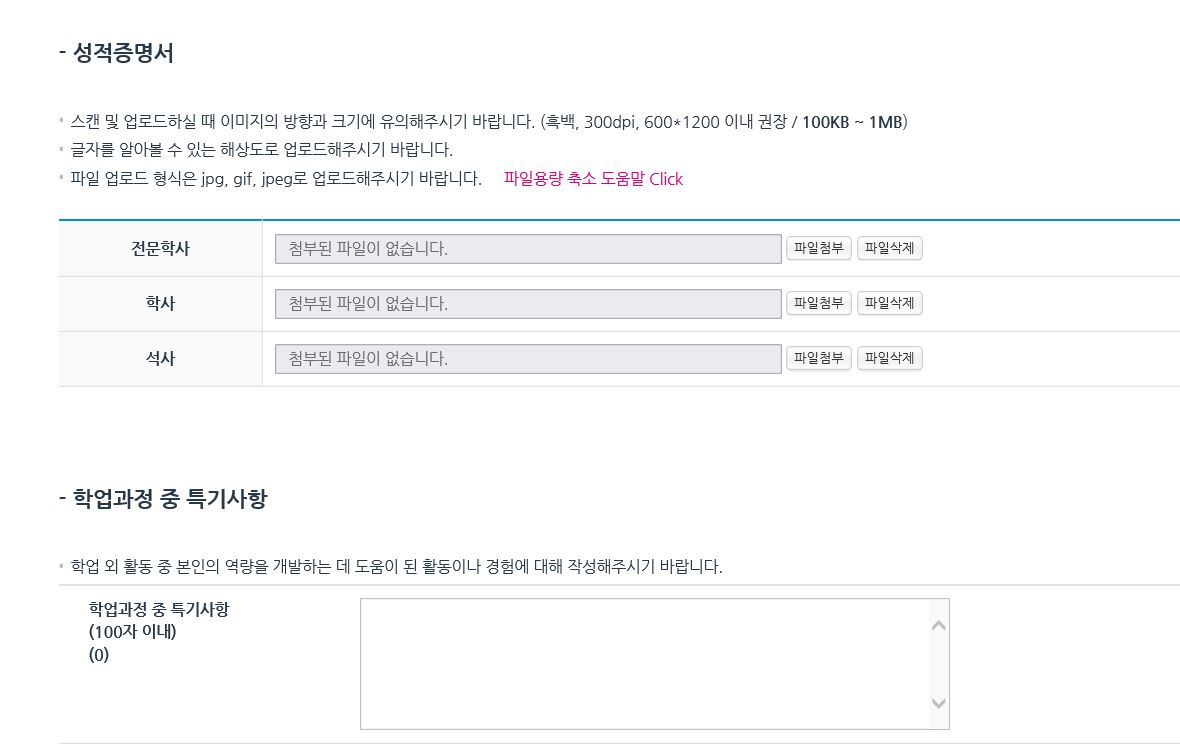 - 성적증명서
스캔 및 업로드하실 때 이미지의 방향과 크기에 유의해주시기 바랍니다. (흑백, 300dpi, 600*1200 이내 권장 / 100KB ~ 1MB)
글자를 알아볼 수 있는 해상도로 업로드해주시기 바랍니다.
파일 업로드 형식은 jpg, gif, jpeg로 업로드해주시기 바랍니다. 파일용량 축소 도움말 Click
전문학사 첨부된 파일이 없습니다. 파일첨부 파일삭제
학사 첨부된 파일이 없습니다. 파일첨부 파일삭제
석사 첨부된 파일이 없습니다. 파일첨부 파일삭제
- 학업과정 중 특기사항
학업 외 활동 중 본인의 역량을 개발하는 데 도움이 된 활동이나 경험에 대해 작성해주시기 바랍니다.
학업과정 중 특기사항
(100자 이내)
(0)